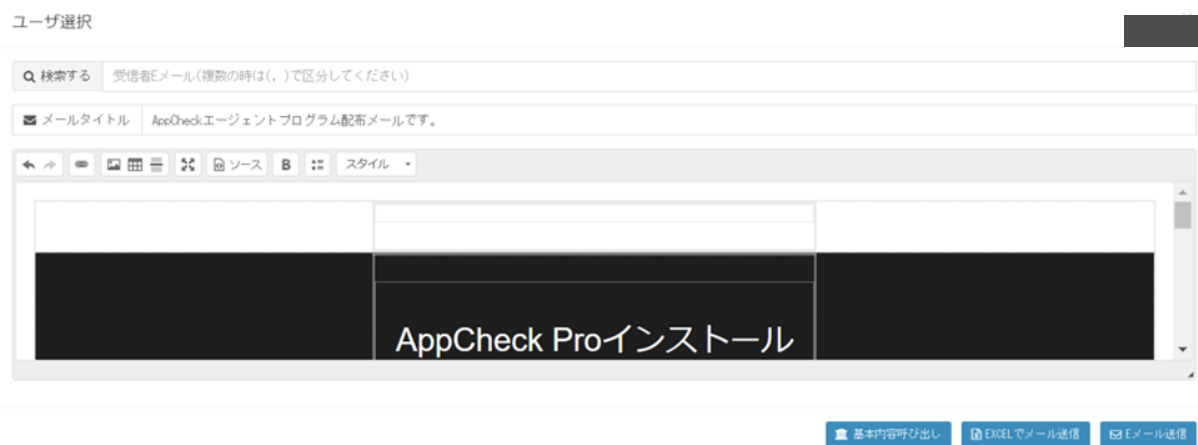 ユーザ選択
検索する 受信者Eメール(複数の時は(, )で区分してください)
メールタイトル AppCheckエージェントプログラム配布メールです。
ソース B スタイル
AppCheck Proインストール
基本内容呼び出し EXCELでメール送信 Eメール送信